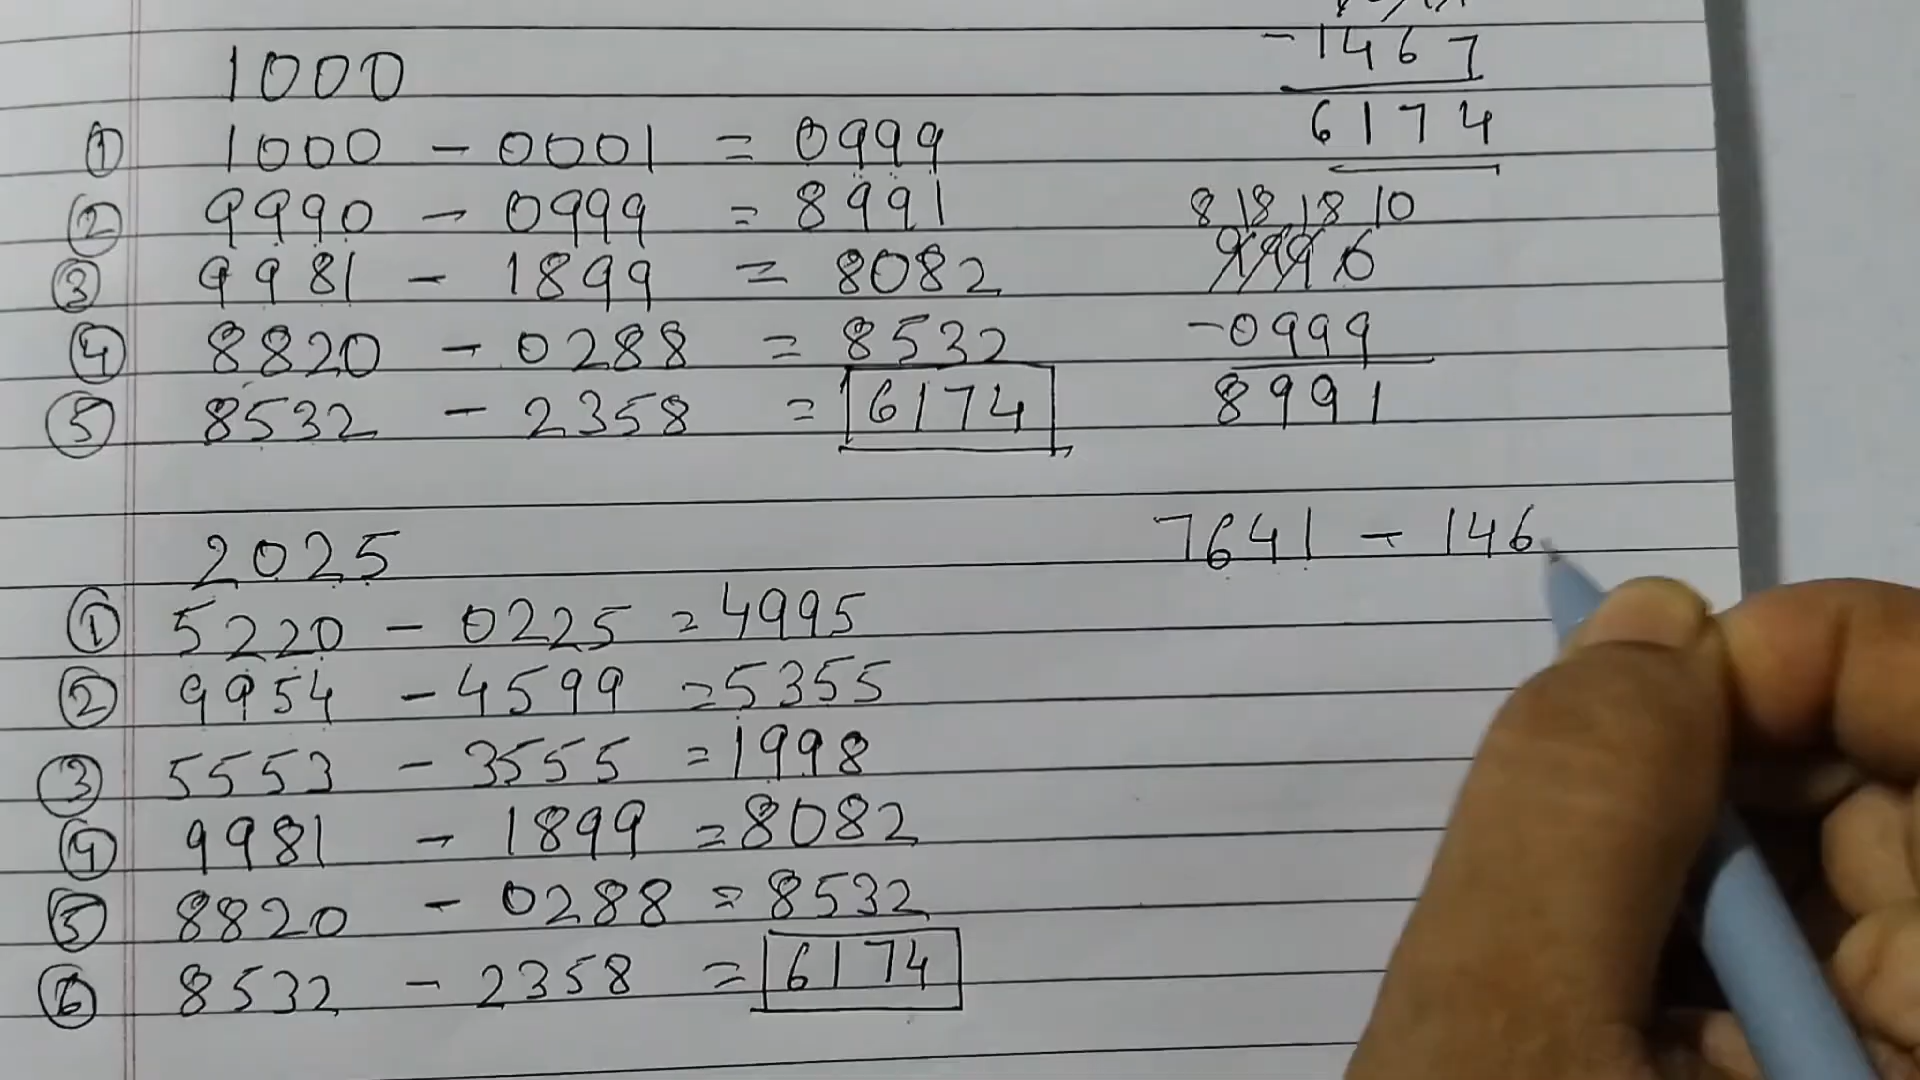 1000
① 1000 - 0001 = 0999
② 9990 - 0999 = 8991
③ 9981 - 1899 = 8082
④ 8820 - 0288 = 8532
⑤ 8532 - 2358 = 6174
2025
① 5220 - 0225 = 4995
② 9954 - 4599 = 5355
③ 5553 - 3555 = 1998
④ 9981 - 1899 = 8082
⑤ 8820 - 0288 = 8532
⑥ 8532 - 2358 = 6174
- 1467
6174
8 18 18 10
9990
- 0999
8991
7641 - 146